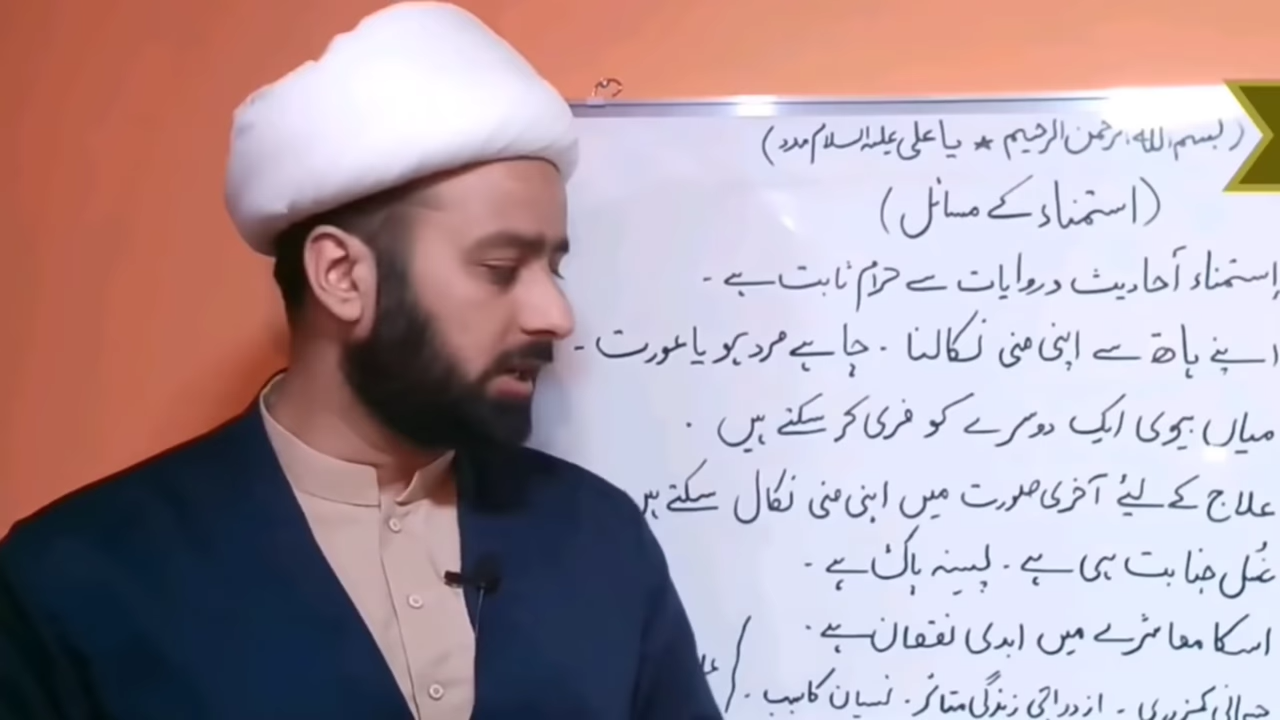 (بسم اللہ الرحمن الرحیم ★ یا علی علیہ السلام مدد)
(استمناء کے مسائل)
إستمناء أحادیث و روایات سے حرام ثابت ہے -
اپنے ہاتھ سے اپنی منی نکالنا - چاہے مرد ہو یا عورت -
میاں بیوی ایک دوسرے کو فری کر سکتے ہیں .
علاج کے لیئے آخری صورت میں اپنی منی نکال سکتے ہیں
غُسل جنابت ہی ہے - پسینہ پاک ہے -
اسکا معاشرے میں ابدی نقصان ہے -
جسمانی کمزوری - ازدواجی زندگی متاثر - نسیان کا سبب -